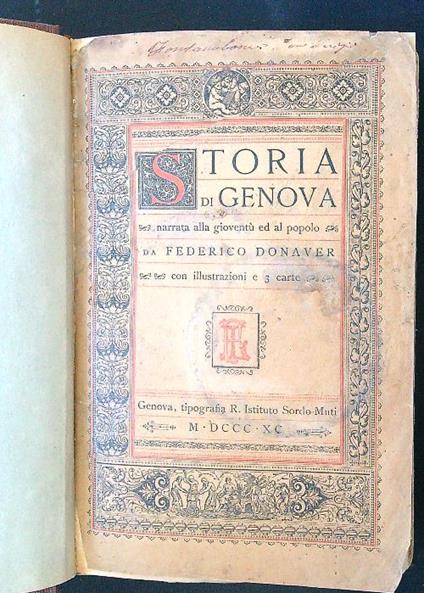 STORIA
DI GENOVA
narrata alla gioventù ed al popolo
DA FEDERICO DONAVER
con illustrazioni e 3 carte
Genova, tipografia R. Istituto Sordo-Muti
M·DCCC·XC